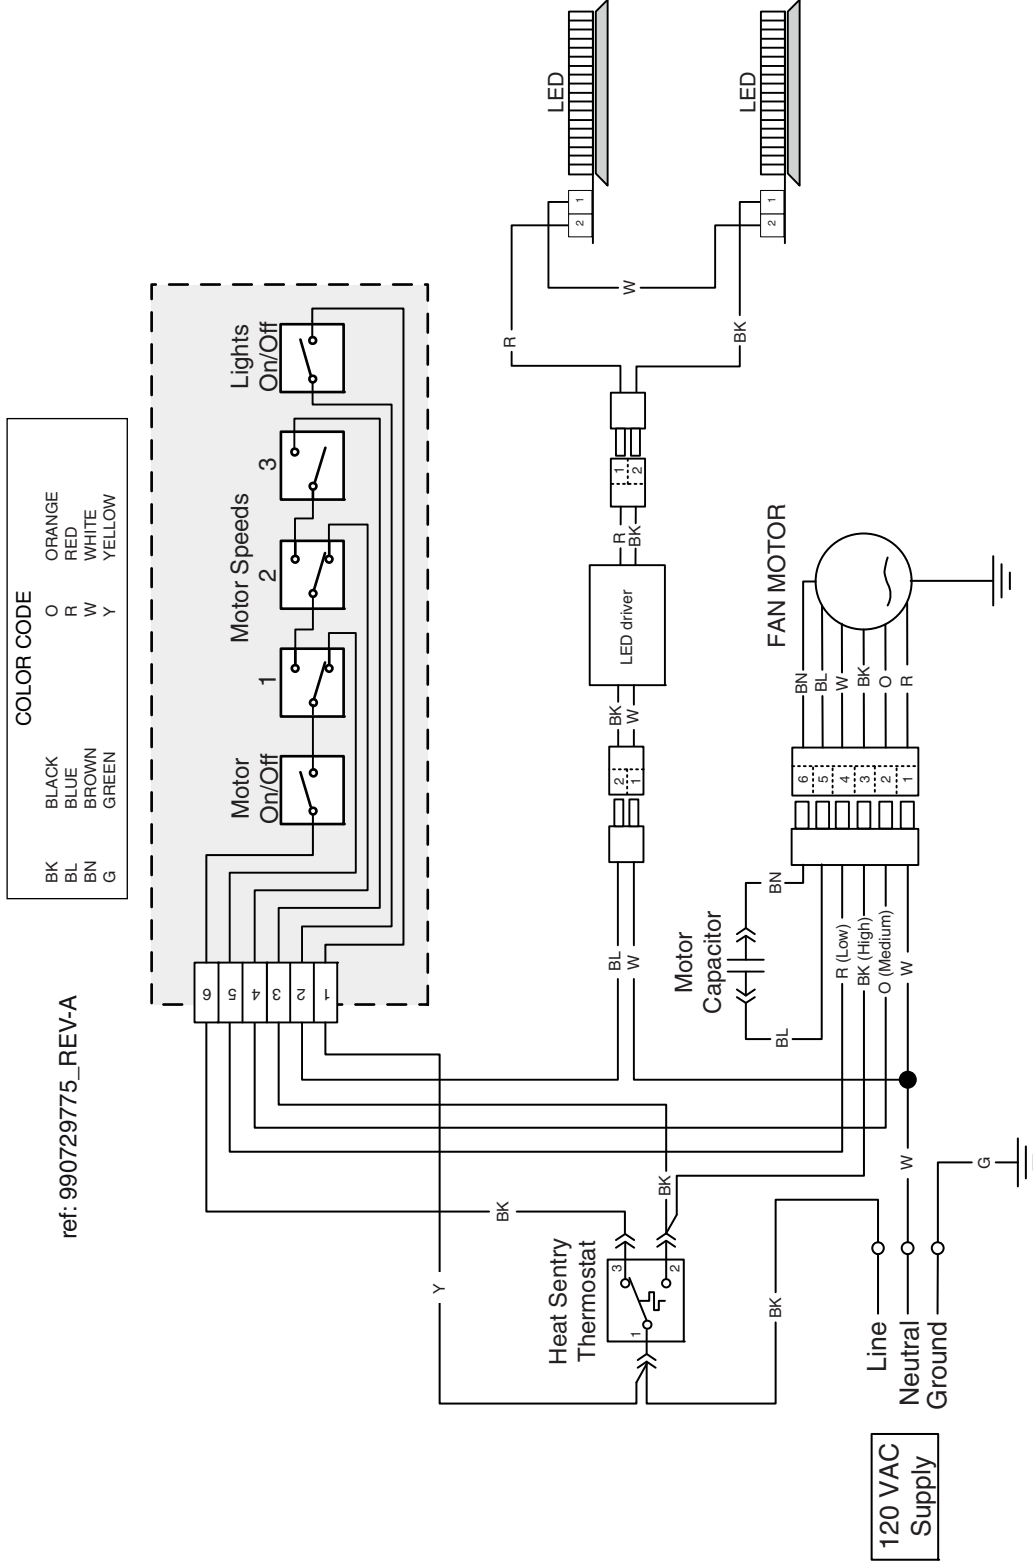 COLOR CODE
BK BLACK O ORANGE
BL BLUE R RED
BN BROWN W WHITE
G GREEN Y YELLOW
ref: 990729775_REV-A
Motor
On/Off
Motor Speeds
1
2
3
Lights
On/Off
6
5
4
3
2
1
Y
BK
BK
Heat Sentry
Thermostat
1
3
2
BK
BL
W
2
1
BK
W
LED driver
R
BK
1
2
R
W
BK
LED
2
1
LED
2
1
Motor
Capacitor
BN
BL
R (Low)
BK (High)
O (Medium)
W
6
5
4
3
2
1
BN
BL
W
BK
O
R
FAN MOTOR
120 VAC
Supply
Line
Neutral
Ground
W
G